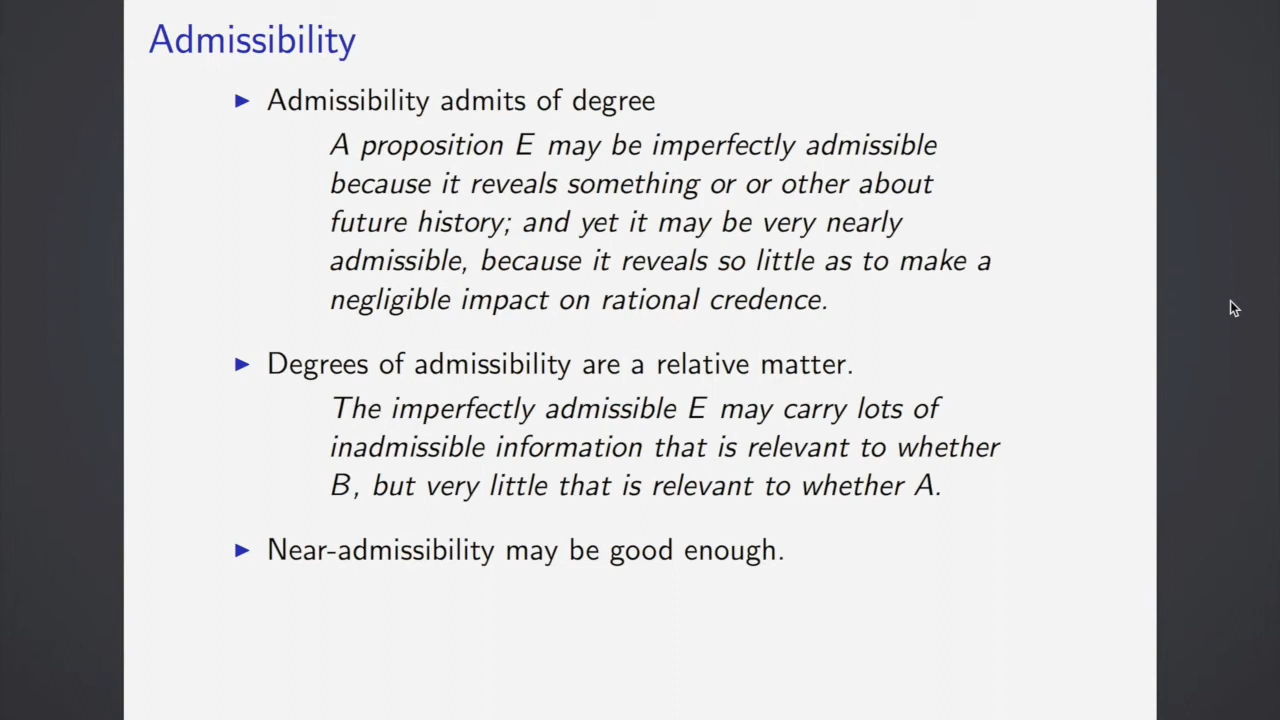 Admissibility
▶ Admissibility admits of degree
A proposition E may be imperfectly admissible
because it reveals something or or other about
future history; and yet it may be very nearly
admissible, because it reveals so little as to make a
negligible impact on rational credence.
▶ Degrees of admissibility are a relative matter.
The imperfectly admissible E may carry lots of
inadmissible information that is relevant to whether
B, but very little that is relevant to whether A.
▶ Near-admissibility may be good enough.